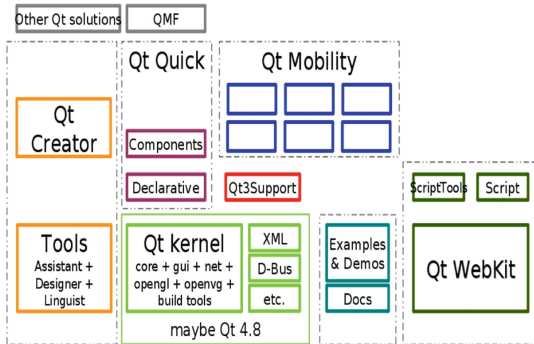 Other Qt solutions
QMF
Qt Quick
Qt Mobility
Qt
Creator
Components
Declarative
Qt3Support
ScriptTools
Script
Tools
Assistant +
Designer +
Linguist
Qt kernel
core + gui + net +
opengl + openvg +
build tools
XML
D-Bus
etc.
maybe Qt 4.8
Examples
& Demos
Docs
Qt WebKit